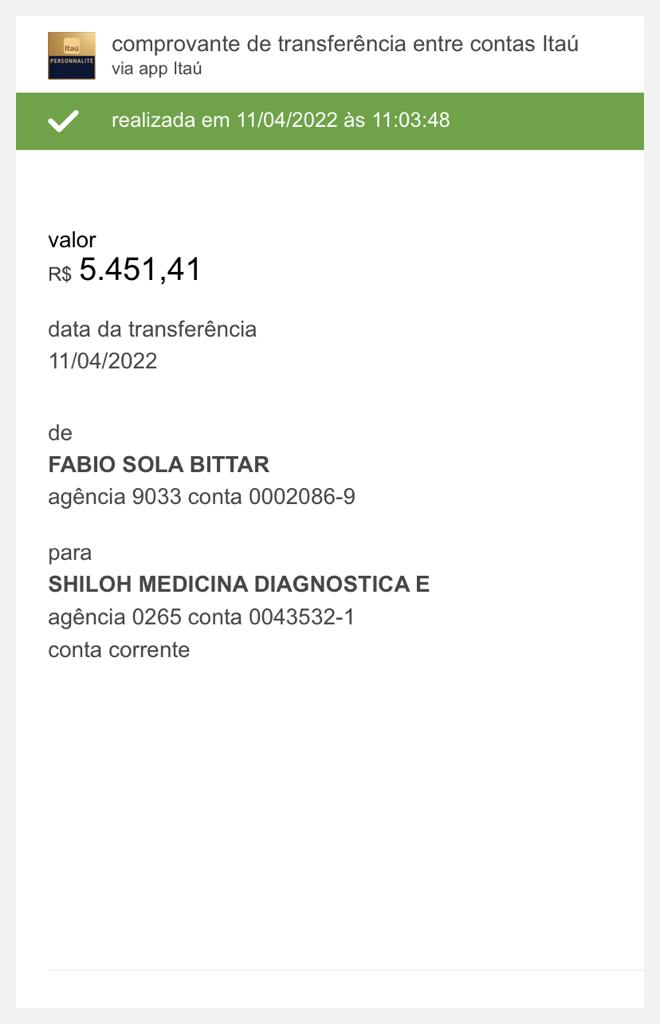 Itaú
PERSONNALITÉ
comprovante de transferência entre contas Itaú
via app Itaú
realizada em 11/04/2022 às 11:03:48
valor
R$ 5.451,41
data da transferência
11/04/2022
de
FABIO SOLA BITTAR
agência 9033 conta 0002086-9
para
SHILOH MEDICINA DIAGNOSTICA E
agência 0265 conta 0043532-1
conta corrente